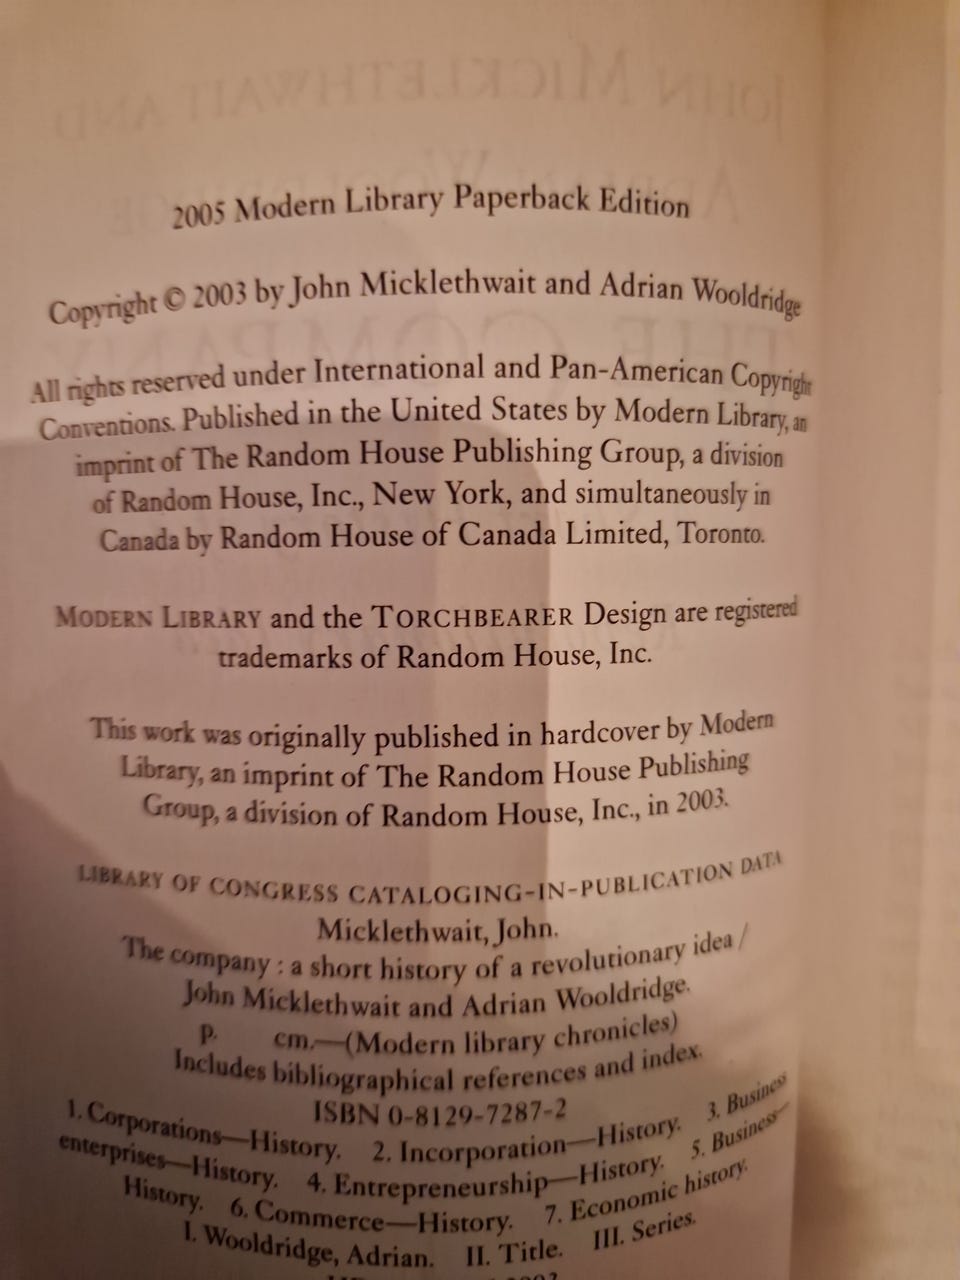 2005 Modern Library Paperback Edition
Copyright © 2003 by John Micklethwait and Adrian Wooldridge
All rights reserved under International and Pan-American Copyright
Conventions. Published in the United States by Modern Library, an
imprint of The Random House Publishing Group, a division
of Random House, Inc., New York, and simultaneously in
Canada by Random House of Canada Limited, Toronto.
MODERN LIBRARY and the TORCHBEARER Design are registered
trademarks of Random House, Inc.
This work was originally published in hardcover by Modern
Library, an imprint of The Random House Publishing
Group, a division of Random House, Inc., in 2003.
LIBRARY OF CONGRESS CATALOGING-IN-PUBLICATION DATA
Micklethwait, John.
The company : a short history of a revolutionary idea /
John Micklethwait and Adrian Wooldridge.
p. cm.—(Modern library chronicles)
Includes bibliographical references and index.
ISBN 0-8129-7287-2
1. Corporations—History. 2. Incorporation—History. 3. Business
enterprises—History. 4. Entrepreneurship—History. 5. Business—
History. 6. Commerce—History. 7. Economic history.
I. Wooldridge, Adrian. II. Title. III. Series.